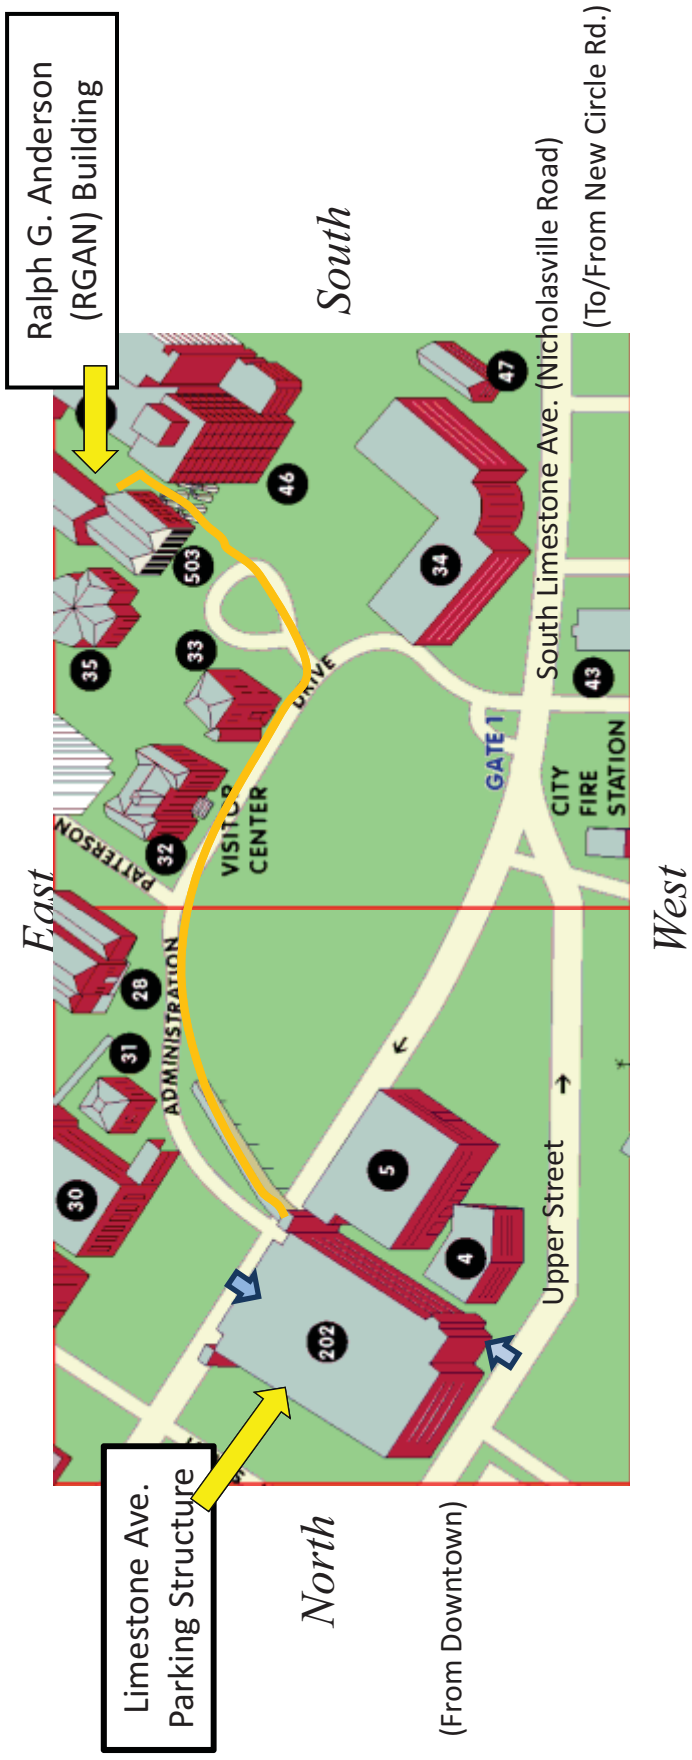 Ralph G. Anderson
(RGAN) Building
South
East
West
North
Limestone Ave.
Parking Structure
(From Downtown)
South Limestone Ave. (Nicholasville Road)
(To/From New Circle Rd.)
Upper Street
ADMINISTRATION
DRIVE
PATTERSON
VISITOR
CENTER
GATE 1
CITY
FIRE
STATION
30
31
28
32
33
35
503
46
47
34
43
5
4
202